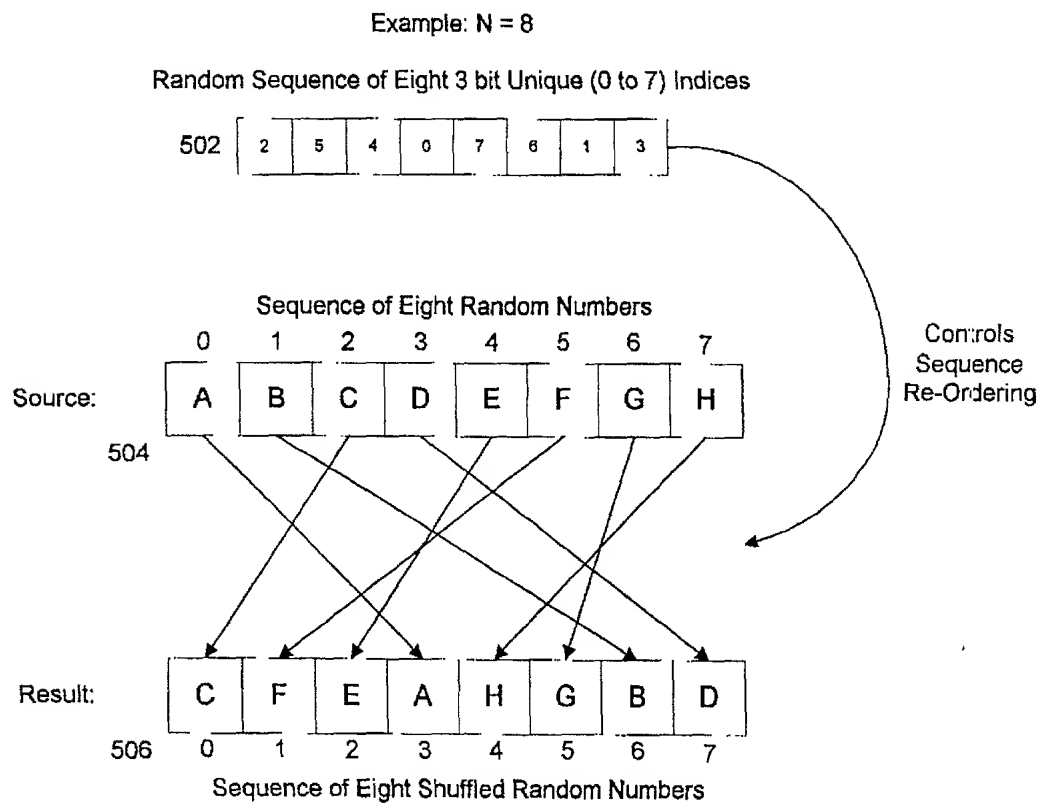 Example: N = 8
Random Sequence of Eight 3 bit Unique (0 to 7) Indices
502 2 5 4 0 7 6 1 3
Sequence of Eight Random Numbers
0 1 2 3 4 5 6 7
Source: A B C D E F G H
504
Controls
Sequence
Re-Ordering
Result: C F E A H G B D
506 0 1 2 3 4 5 6 7
Sequence of Eight Shuffled Random Numbers